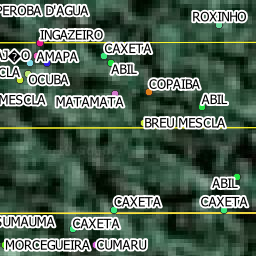 PEROBA D'AGUA
ROXINHO
INGAZEIRO
CAXETA
AMAPA
ABIL
CLA
OCUBA
COPAIBA
MESCLA
MATAMATA
ABIL
BREU MESCLA
ABIL
CAXETA
CAXETA
SUMAUMA
CAXETA
MORCEGUEIRA
CUMARU